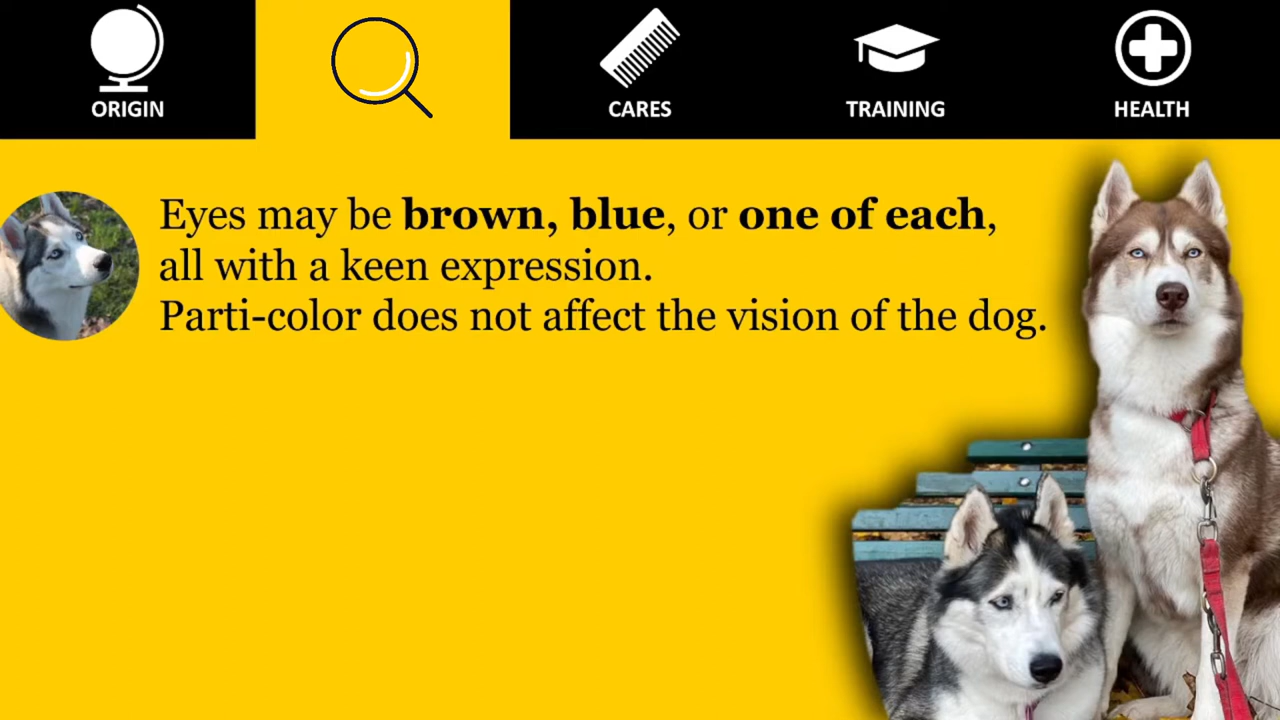 ORIGIN
CARES
TRAINING
HEALTH
Eyes may be brown, blue, or one of each,
all with a keen expression.
Parti-color does not affect the vision of the dog.